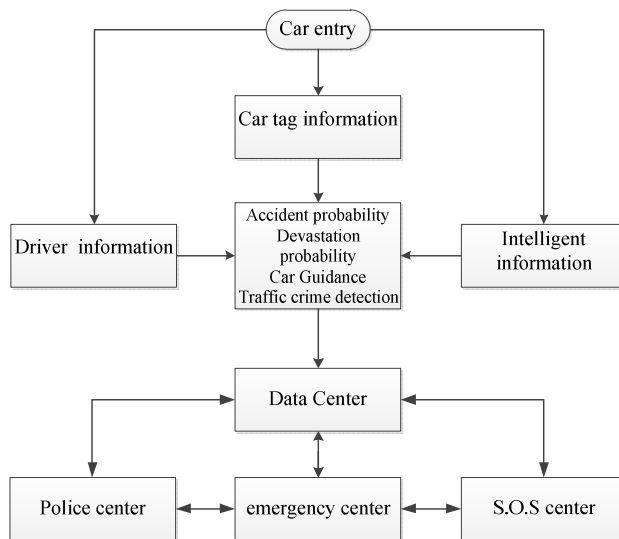 Car entry
Car tag information
Driver information
Accident probability
Devastation
probability
Car Guidance
Traffic crime detection
Intelligent
information
Data Center
Police center
emergency center
S.O.S center